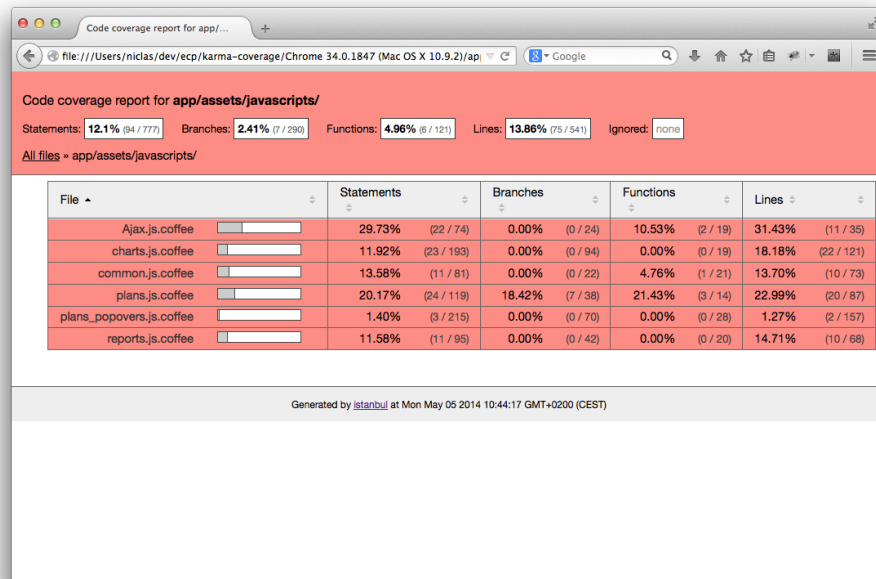 Code coverage report for app/...
file:///Users/niclas/dev/ecp/karma-coverage/Chrome 34.0.1847 (Mac OS X 10.9.2)/ap
Google
Code coverage report for app/assets/javascripts/
Statements: 12.1% (94 / 777) Branches: 2.41% (7 / 290) Functions: 4.96% (6 / 121) Lines: 13.86% (75 / 541) Ignored: none
All files » app/assets/javascripts/
File Statements Branches Functions Lines
Ajax.js.coffee 29.73% (22 / 74) 0.00% (0 / 24) 10.53% (2 / 19) 31.43% (11 / 35)
charts.js.coffee 11.92% (23 / 193) 0.00% (0 / 94) 0.00% (0 / 19) 18.18% (22 / 121)
common.js.coffee 13.58% (11 / 81) 0.00% (0 / 22) 4.76% (1 / 21) 13.70% (10 / 73)
plans.js.coffee 20.17% (24 / 119) 18.42% (7 / 38) 21.43% (3 / 14) 22.99% (20 / 87)
plans_popovers.js.coffee 1.40% (3 / 215) 0.00% (0 / 70) 0.00% (0 / 28) 1.27% (2 / 157)
reports.js.coffee 11.58% (11 / 95) 0.00% (0 / 42) 0.00% (0 / 20) 14.71% (10 / 68)
Generated by istanbul at Mon May 05 2014 10:44:17 GMT+0200 (CEST)